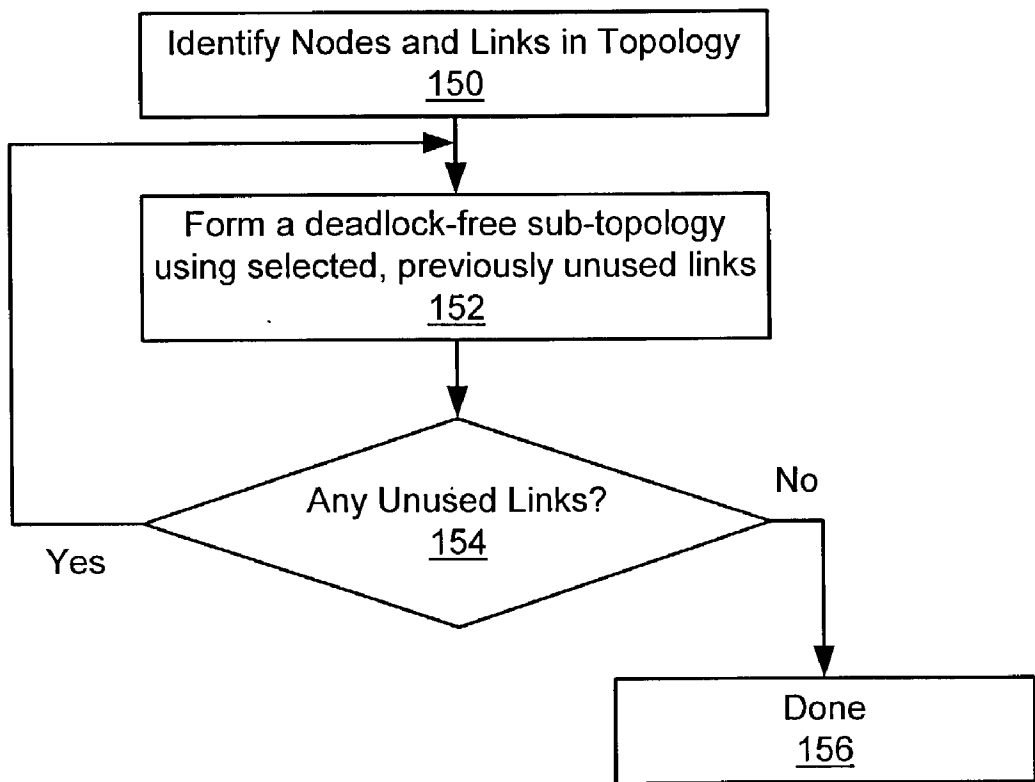 Identify Nodes and Links in Topology
150
Form a deadlock-free sub-topology
using selected, previously unused links
152
Any Unused Links?
154
No
Yes
Done
156